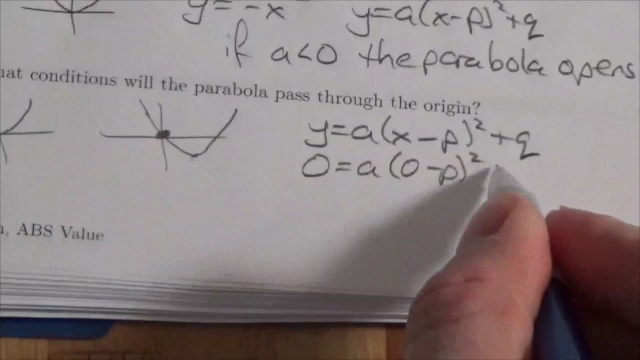 y = -x y = a(x-p)² + q
if a<0 the parabola opens
hat conditions will the parabola pass through the origin?
y = a(x-p)² + q
0 = a(0-p)²
, ABS Value